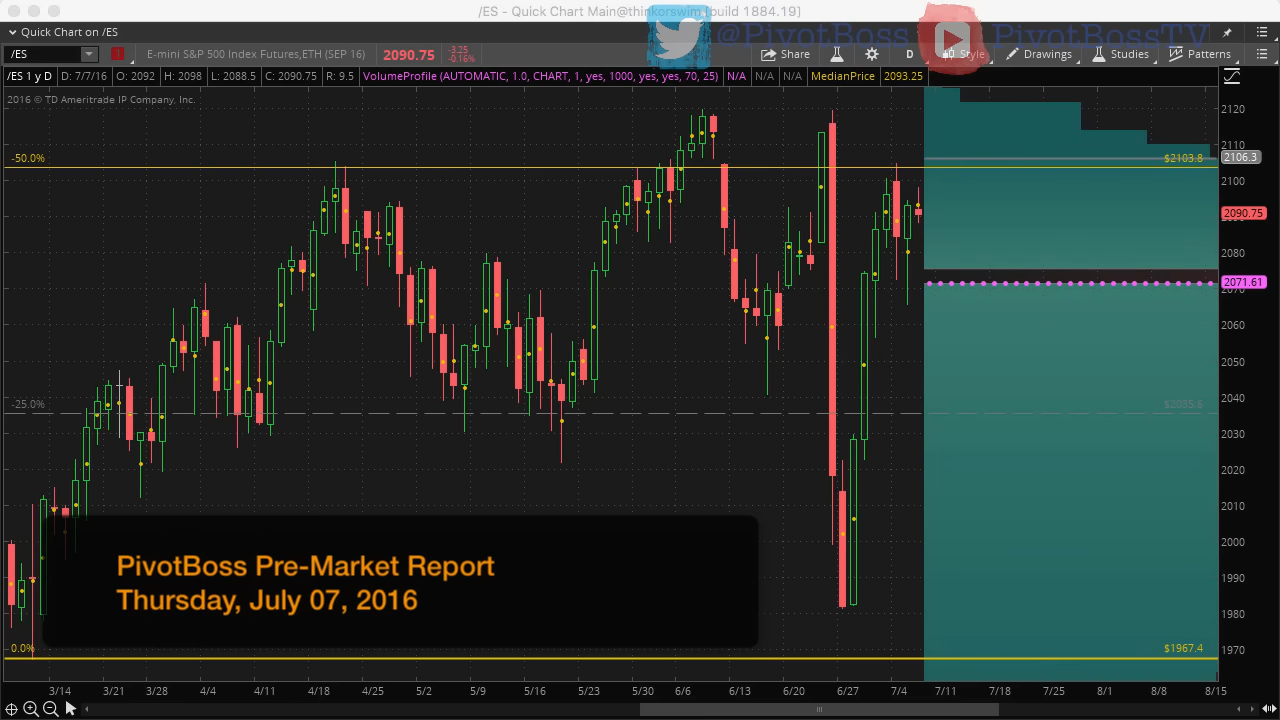 /ES - Quick Chart Main@thinkorswim [build 1884.19]
Quick Chart on /ES
@PivotBoss PivotBossTV
/ES E-mini S&P 500 Index Futures,ETH (SEP 16) 2090.75 -3.25 -0.16% Share D Style Drawings Studies Patterns
/ES 1 y D D: 7/7/16 O: 2092 H: 2098 L: 2088.5 C: 2090.75 R: 9.5 VolumeProfile (AUTOMATIC, 1.0, CHART, 1, yes, 1000, yes, yes, 70, 25) N/A N/A N/A MedianPrice 2093.25
2016 © TD Ameritrade IP Company, Inc.
2120
2110
-50.0% $2103.8 2106.3
2100
2090.75
2080
2071.61
2070
2060
2050
2040
-25.0%
2030
2020
2010
2000
1990
1980
1970
0.0% $1967.4
PivotBoss Pre-Market Report
Thursday, July 07, 2016
3/14 3/21 3/28 4/4 4/11 4/18 4/25 5/2 5/9 5/16 5/23 5/30 6/6 6/13 6/20 6/27 7/4 7/11 7/18 7/25 8/1 8/8 8/15